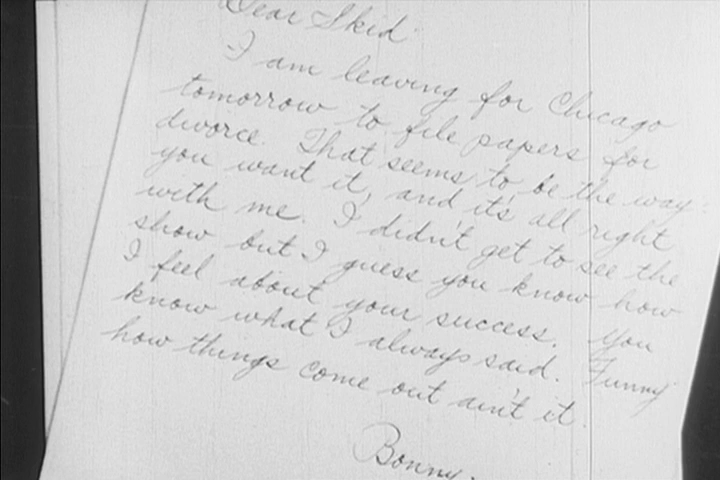 Dear Skid
I am leaving for Chicago
tomorrow to file papers for
divorce. That seems to be the way
you want it, and it's all right
with me. I didn't get to see the
show but I guess you know how
I feel about your success. You
know what I always said. Funny
how things come out ain't it.
Bonny.